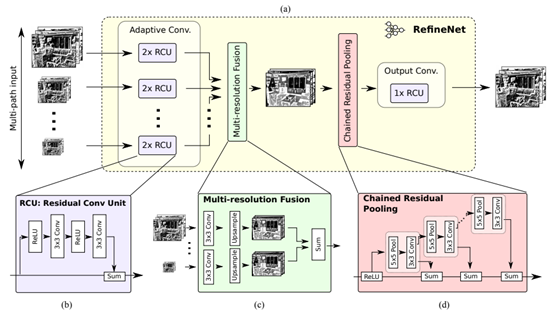 (a)
RefineNet
Multi-path input
Adaptive Conv.
2x RCU
2x RCU
2x RCU
Multi-resolution Fusion
Chained Residual Pooling
Output Conv.
1x RCU
RCU: Residual Conv Unit
ReLU
3x3 Conv
ReLU
3x3 Conv
Sum
(b)
Multi-resolution Fusion
3x3 Conv
Upsample
3x3 Conv
Upsample
Sum
(c)
Chained Residual
Pooling
ReLU
5x5 Pool
3x3 Conv
5x5 Pool
3x3 Conv
5x5 Pool
3x3 Conv
Sum
Sum
Sum
(d)